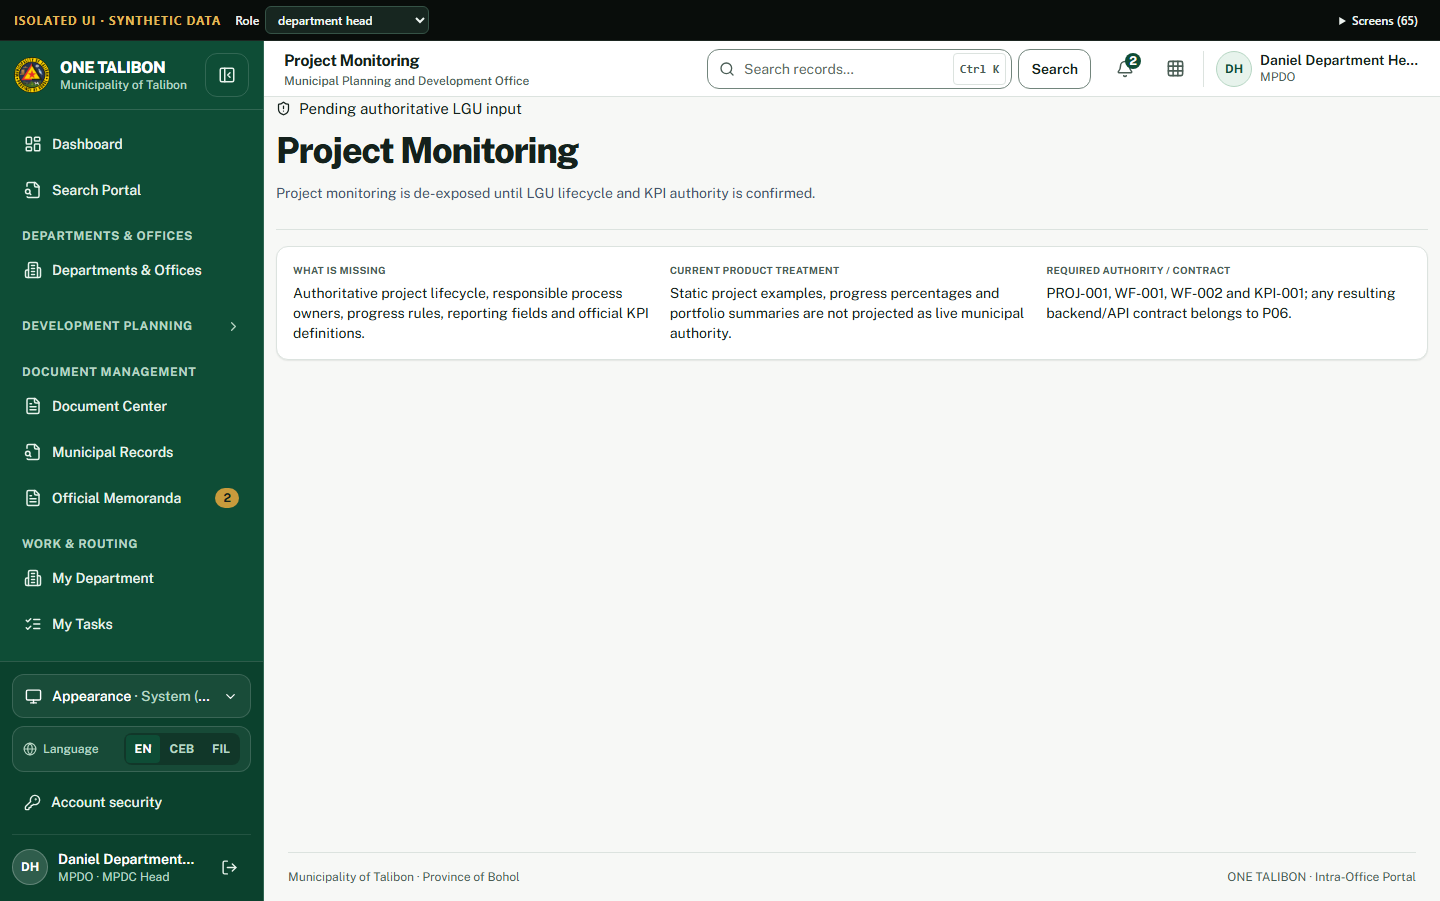 ISOLATED UI · SYNTHETIC DATA
Role
department head
Screens (65)
ONE TALIBON
Municipality of Talibon
Project Monitoring
Municipal Planning and Development Office
Search records...
Ctrl K
Search
2
DH
Daniel Department He...
MPDO
Dashboard
Search Portal
DEPARTMENTS & OFFICES
Departments & Offices
DEVELOPMENT PLANNING
DOCUMENT MANAGEMENT
Document Center
Municipal Records
Official Memoranda
2
WORK & ROUTING
My Department
My Tasks
Appearance · System (...
Language
EN
CEB
FIL
Account security
DH
Daniel Department...
MPDO · MPDC Head
Pending authoritative LGU input
Project Monitoring
Project monitoring is de-exposed until LGU lifecycle and KPI authority is confirmed.
WHAT IS MISSING
Authoritative project lifecycle, responsible process
owners, progress rules, reporting fields and official KPI
definitions.
CURRENT PRODUCT TREATMENT
Static project examples, progress percentages and
portfolio summaries are not projected as live municipal
authority.
REQUIRED AUTHORITY / CONTRACT
PROJ-001, WF-001, WF-002 and KPI-001; any resulting
backend/API contract belongs to P06.
Municipality of Talibon · Province of Bohol
ONE TALIBON · Intra-Office Portal